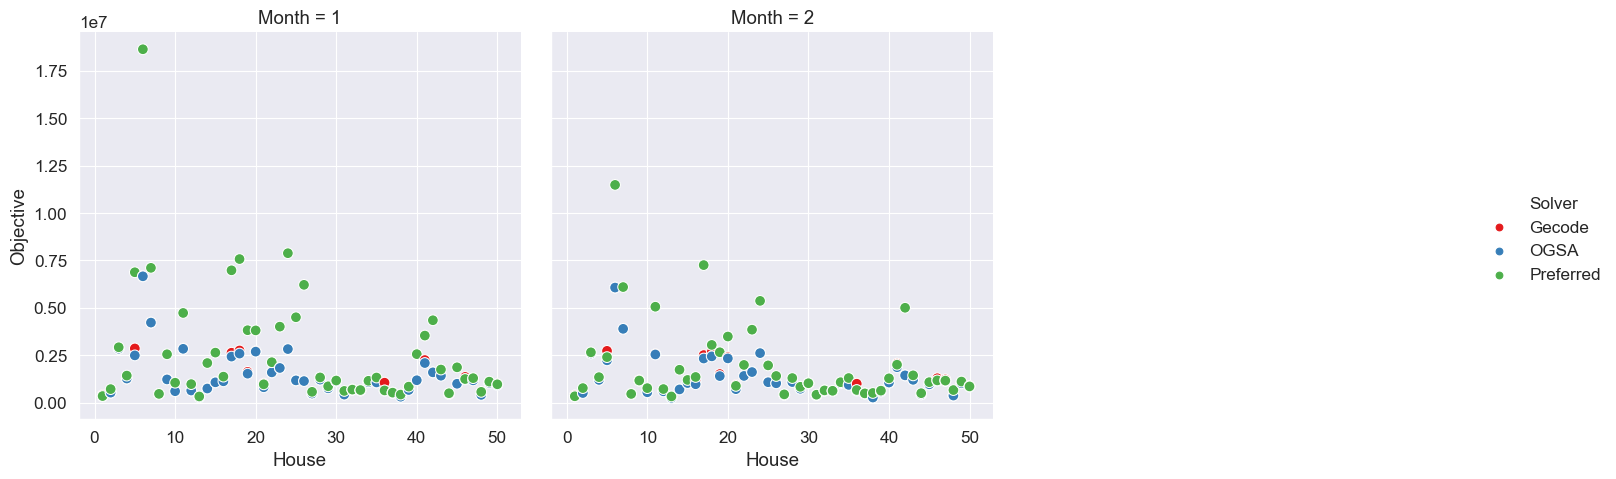 Month = 1
Month = 2
1e7
1.75
1.50
1.25
1.00
0.75
0.50
0.25
0.00
Objective
0 10 20 30 40 50
0 10 20 30 40 50
House
House
Solver
Gecode
OGSA
Preferred